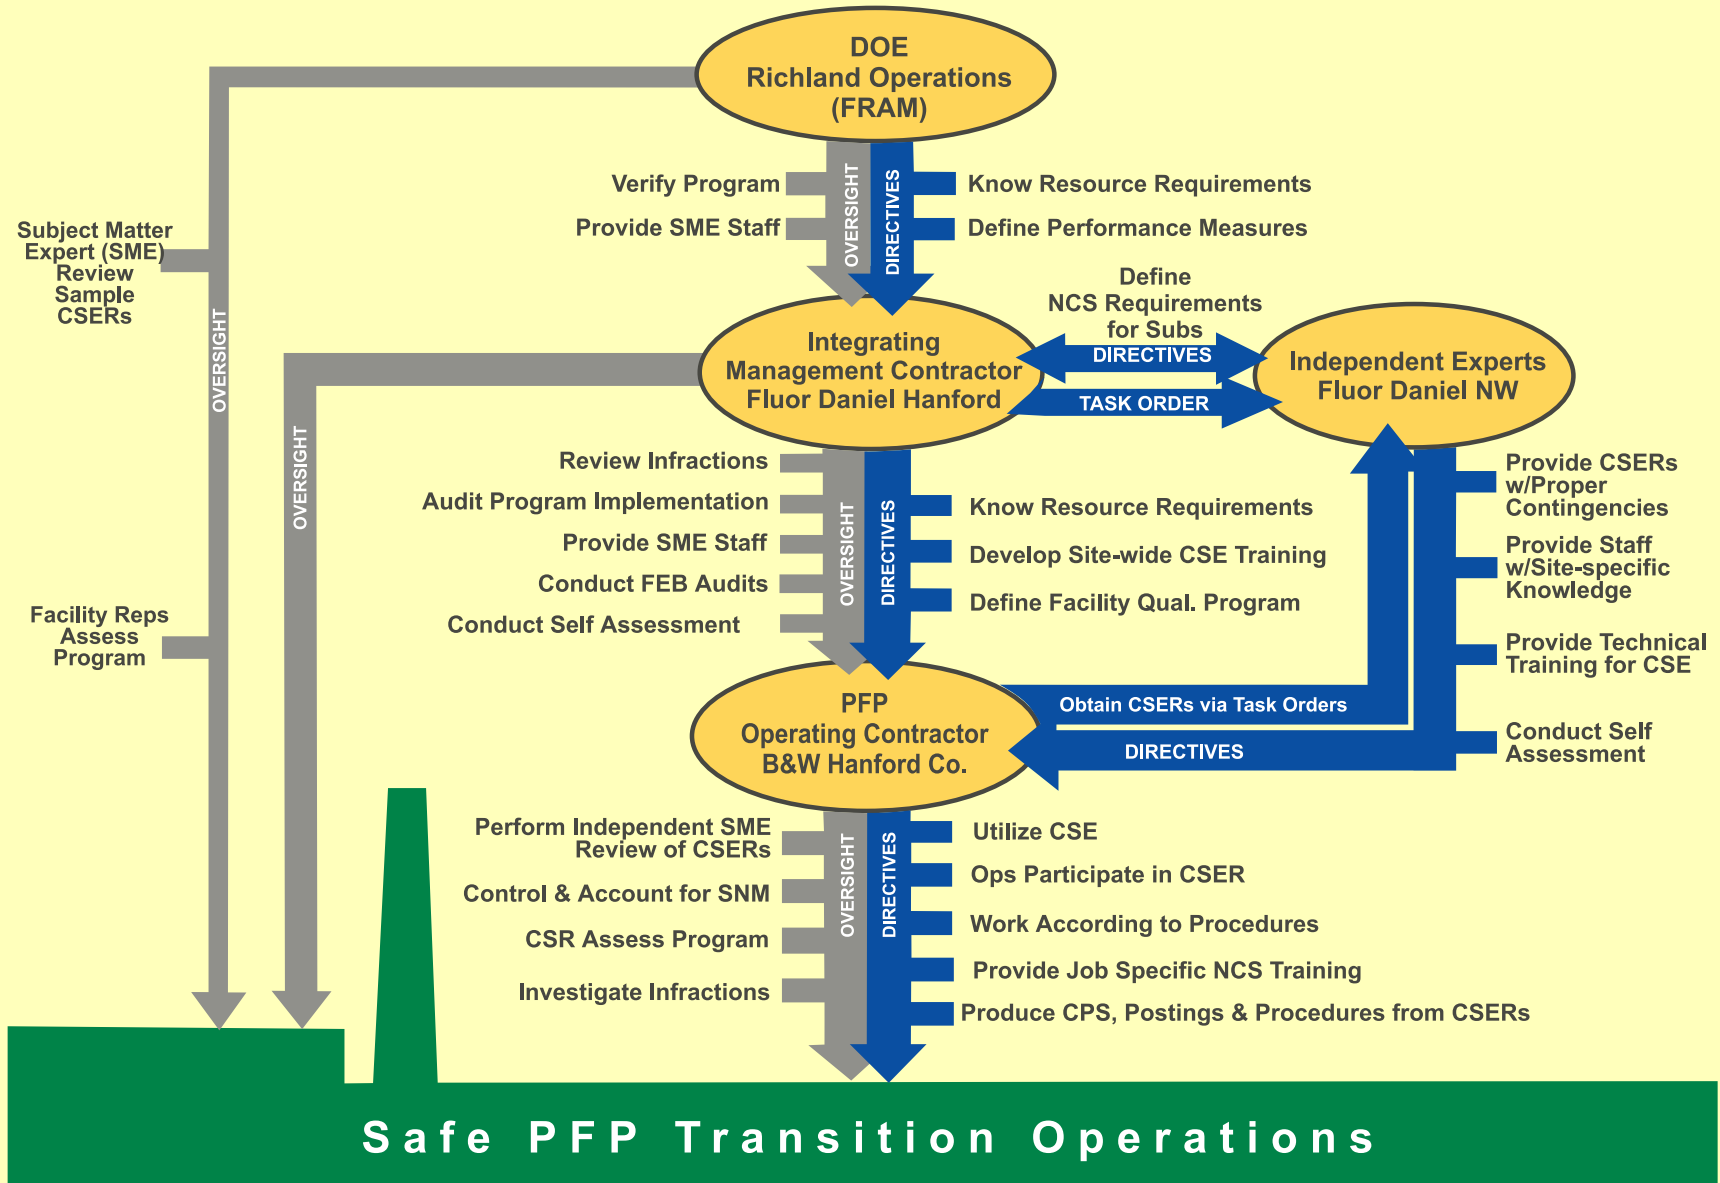 DOE
Richland Operations
(FRAM)
OVERSIGHT
DIRECTIVES
Verify Program
Provide SME Staff
Know Resource Requirements
Define Performance Measures
Subject Matter
Expert (SME)
Review
Sample
CSERs
OVERSIGHT
Facility Reps
Assess
Program
OVERSIGHT
Integrating
Management Contractor
Fluor Daniel Hanford
Define
NCS Requirements
for Subs
DIRECTIVES
TASK ORDER
Independent Experts
Fluor Daniel NW
Review Infractions
Audit Program Implementation
Provide SME Staff
Conduct FEB Audits
Conduct Self Assessment
OVERSIGHT
DIRECTIVES
Know Resource Requirements
Develop Site-wide CSE Training
Define Facility Qual. Program
Provide CSERs
w/Proper
Contingencies
Provide Staff
w/Site-specific
Knowledge
Provide Technical
Training for CSE
Conduct Self
Assessment
PFP
Operating Contractor
B&W Hanford Co.
Obtain CSERs via Task Orders
DIRECTIVES
Perform Independent SME
Review of CSERs
Control & Account for SNM
CSR Assess Program
Investigate Infractions
OVERSIGHT
DIRECTIVES
Utilize CSE
Ops Participate in CSER
Work According to Procedures
Provide Job Specific NCS Training
Produce CPS, Postings & Procedures from CSERs
Safe PFP Transition Operations